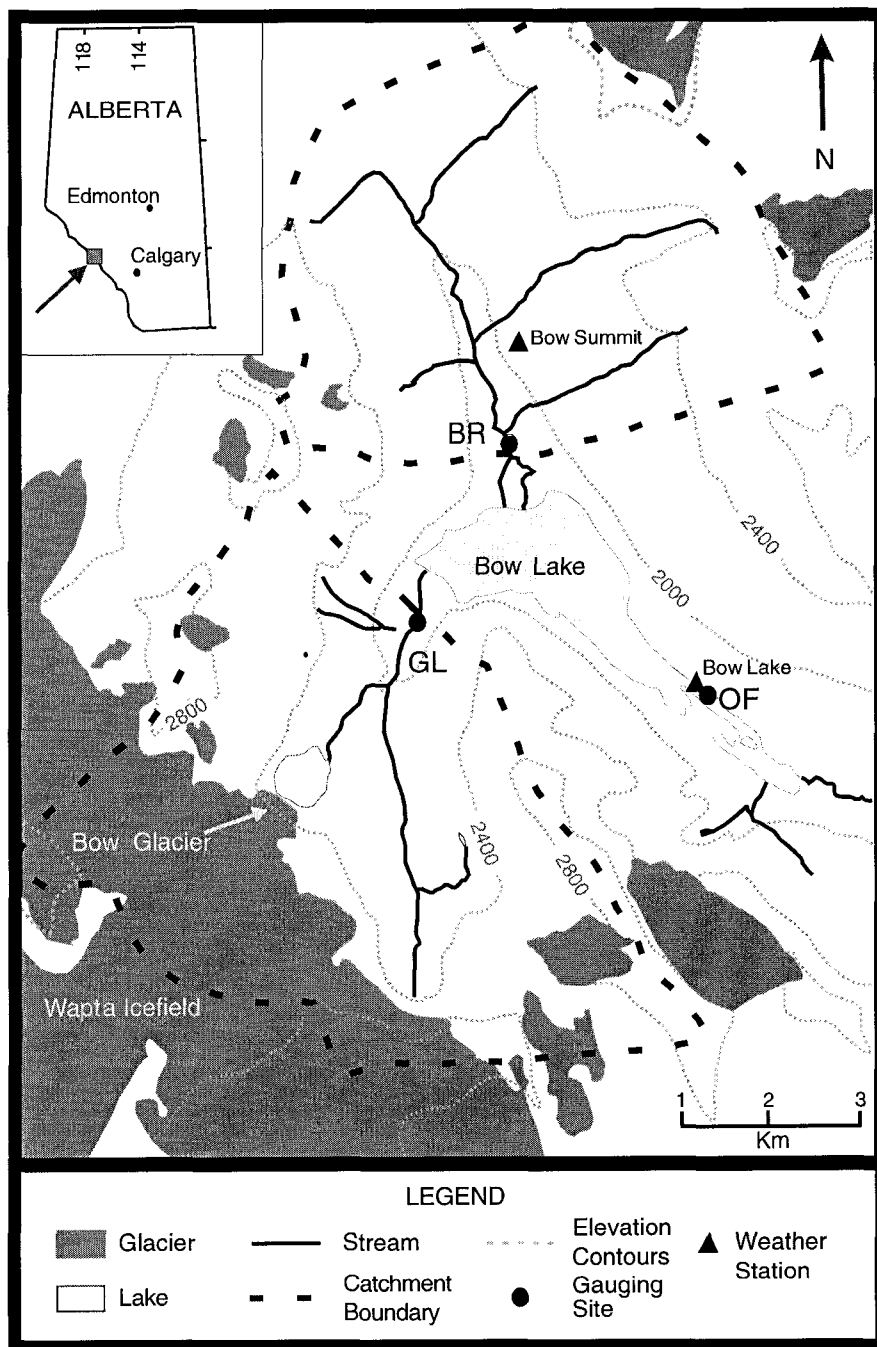 118
114
ALBERTA
Edmonton
Calgary
N
Bow Summit
BR
2400
Bow Lake
2000
GL
Bow Lake
OF
2800
Bow Glacier
2400
2800
Wapta Icefield
1 2 3
Km
LEGEND
Glacier
Stream
Elevation
Contours
Weather
Station
Lake
Catchment
Boundary
Gauging
Site